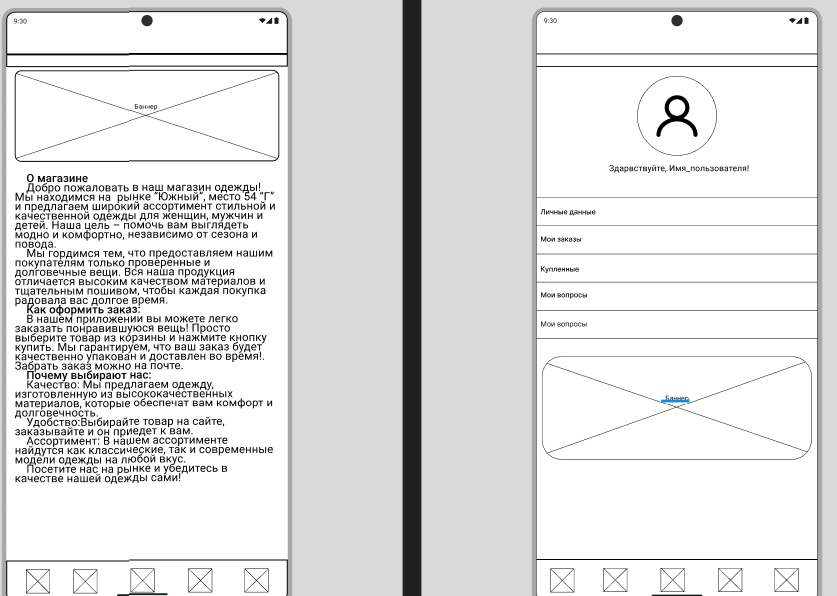 9:30
Баннер
О магазине
Добро пожаловать в наш магазин одежды!
Мы находимся на рынке "Южный", место 54 "Г"
и предлагаем широкий ассортимент стильной и
качественной одежды для женщин, мужчин и
детей. Наша цель – помочь вам выглядеть
модно и комфортно, независимо от сезона и
повода.
Мы гордимся тем, что предоставляем нашим
покупателям только проверенные и
долговечные вещи. Вся наша продукция
отличается высоким качеством материалов и
тщательным пошивом, чтобы каждая покупка
радовала вас долгое время.
Как оформить заказ:
В нашем приложении вы можете легко
заказать понравившуюся вещь! Просто
выберите товар из корзины и нажмите кнопку
купить. Мы гарантируем, что ваш заказ будет
качественно упакован и доставлен во время!.
Забрать заказ можно на почте.
Почему выбирают нас:
Качество: Мы предлагаем одежду,
изготовленную из высококачественных
материалов, которые обеспечат вам комфорт и
долговечность.
Удобство:Выбирайте товар на сайте,
заказывайте и он приедет к вам.
Ассортимент: В нашем ассортименте
найдутся как классические, так и современные
модели одежды на любой вкус.
Посетите нас на рынке и убедитесь в
качестве нашей одежды сами!
9:30
Здарвствуйте, Имя_пользователя!
Личные данные
Мои заказы
Купленные
Мои вопросы
Мои вопросы
Баннер